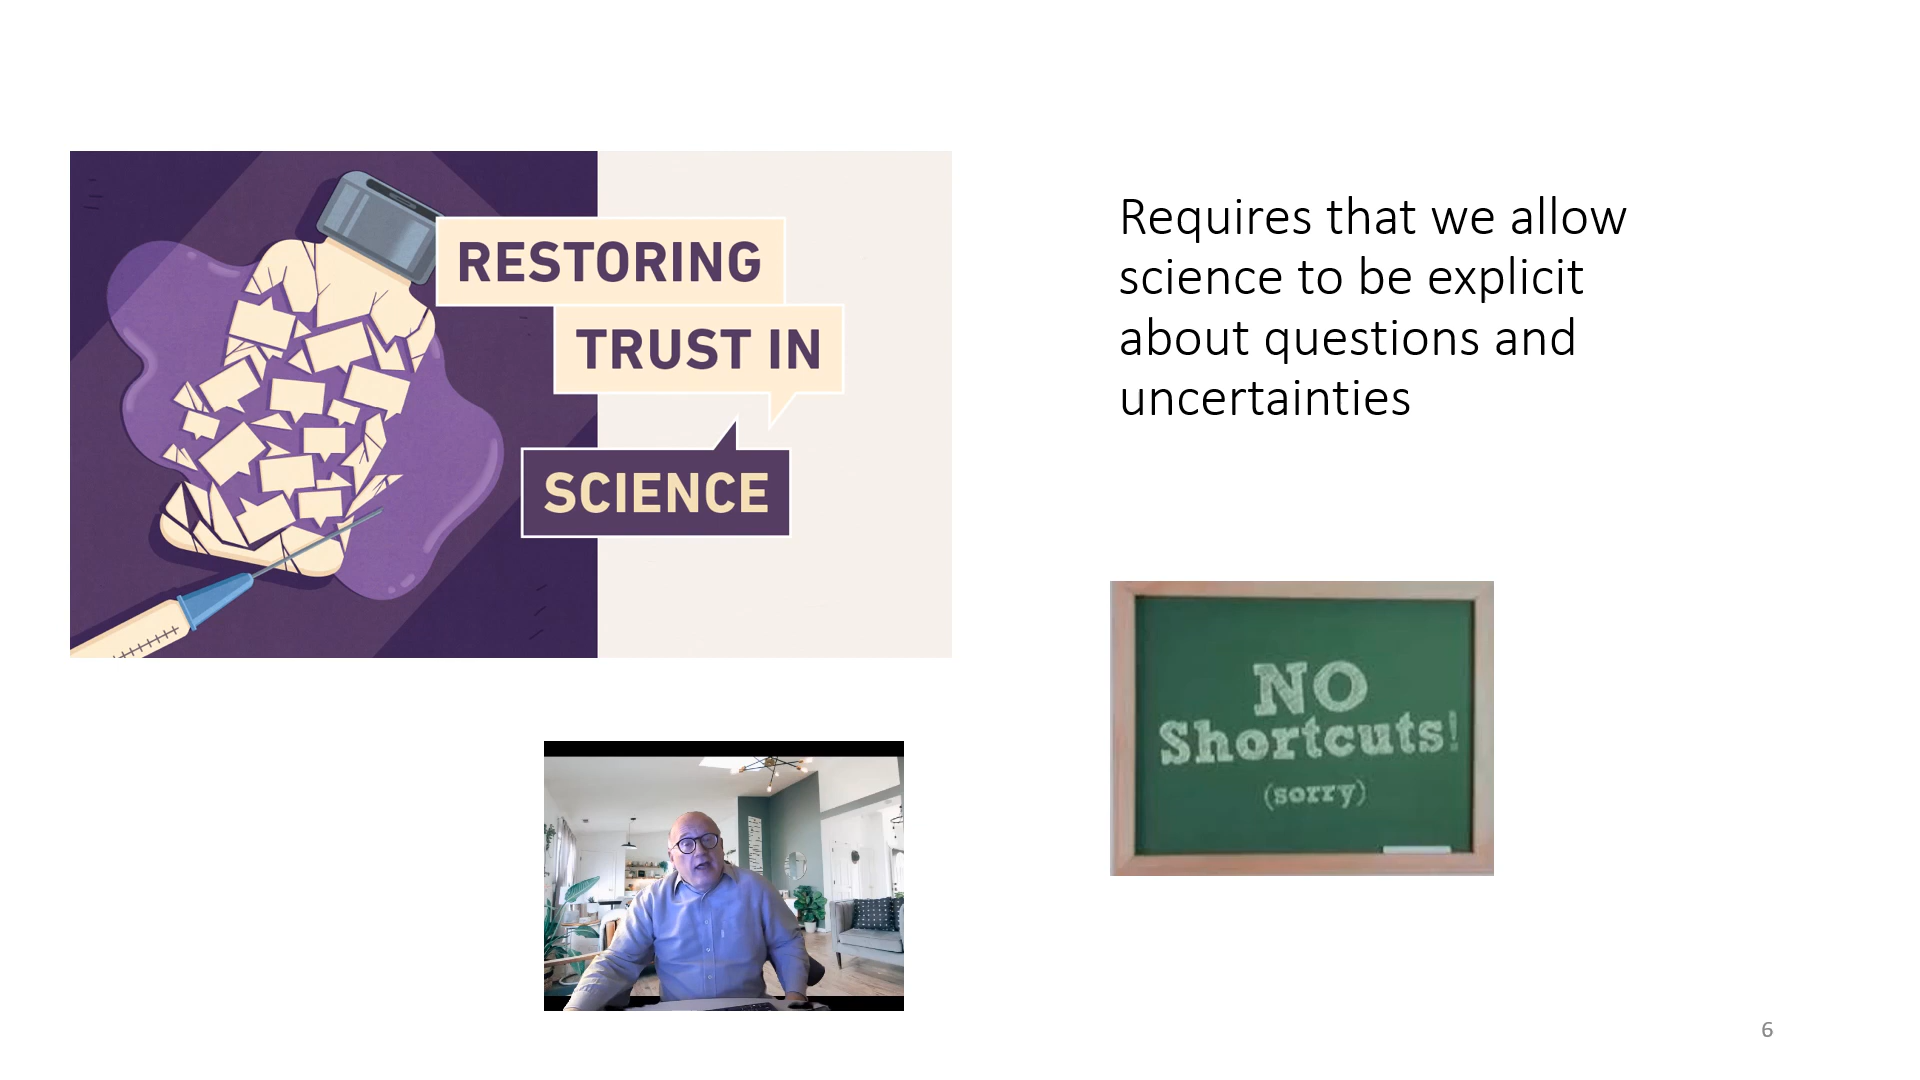 RESTORING
TRUST IN
SCIENCE
Requires that we allow
science to be explicit
about questions and
uncertainties
NO
Shortcuts!
(sorry)
6